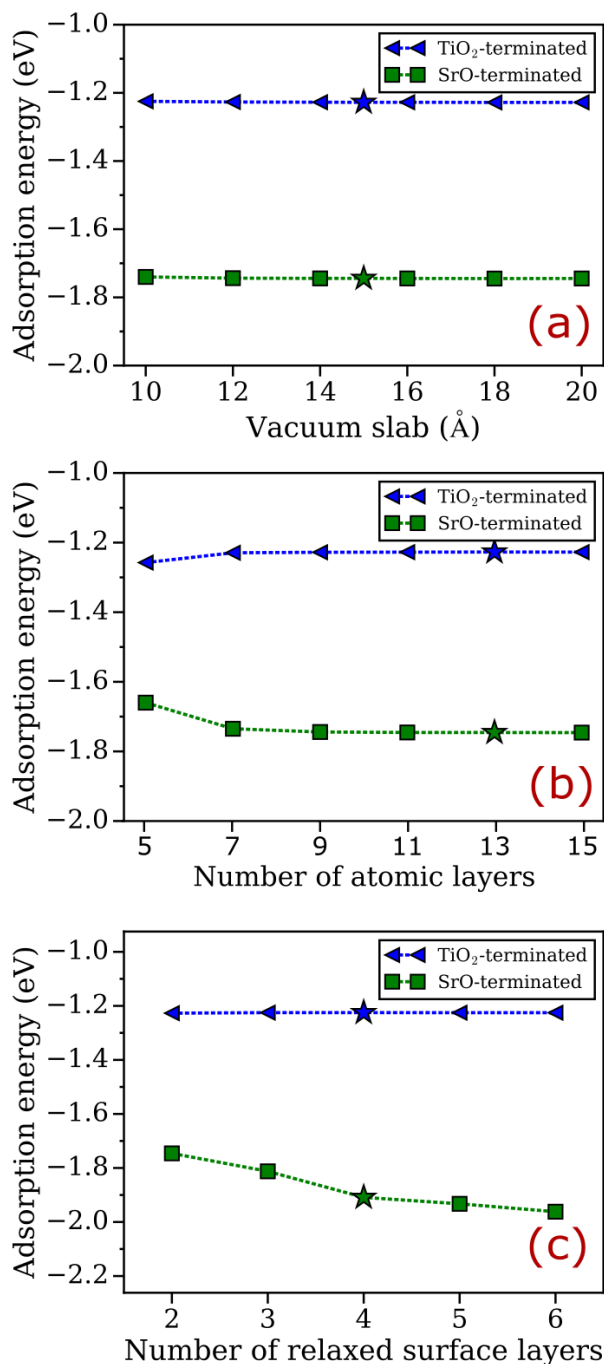 Adsorption energy (eV)
−1.0
−1.2
−1.4
−1.6
−1.8
−2.0
TiO₂-terminated
SrO-terminated
(a)
10 12 14 16 18 20
Vacuum slab (Å)
Adsorption energy (eV)
−1.0
−1.2
−1.4
−1.6
−1.8
−2.0
TiO₂-terminated
SrO-terminated
(b)
5 7 9 11 13 15
Number of atomic layers
Adsorption energy (eV)
−1.0
−1.2
−1.4
−1.6
−1.8
−2.0
−2.2
TiO₂-terminated
SrO-terminated
(c)
2 3 4 5 6
Number of relaxed surface layers